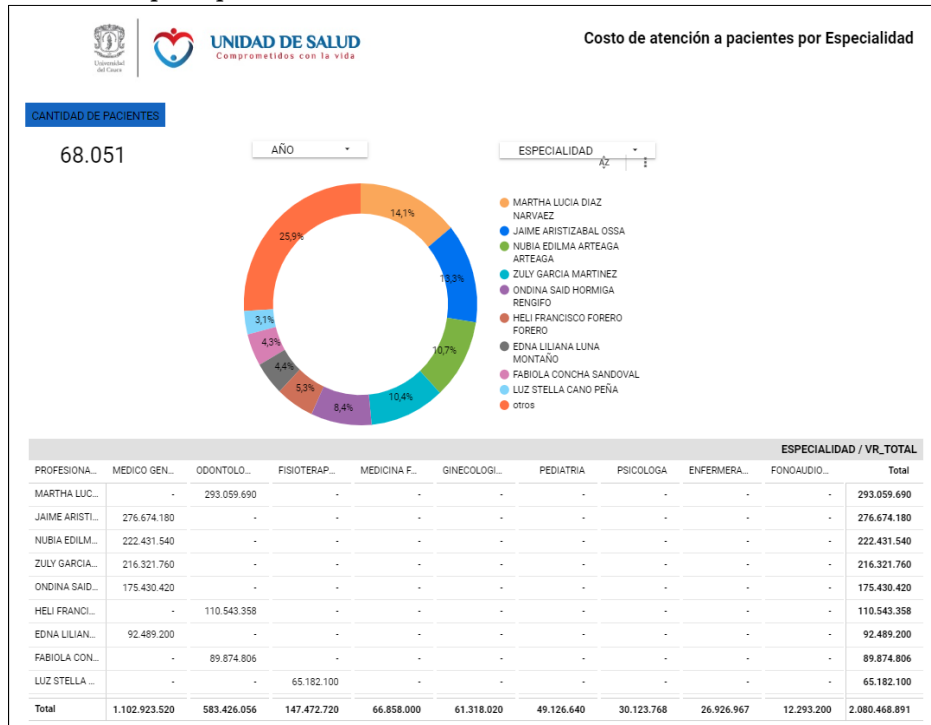 Universidad
del Cauca
UNIDAD DE SALUD
Comprometidos con la vida
Costo de atención a pacientes por Especialidad
CANTIDAD DE PACIENTES
68.051
AÑO
ESPECIALIDAD
AZ
14,1%
13,3%
10,7%
10,4%
8,4%
5,3%
4,4%
4,3%
3,1%
25,9%
MARTHA LUCIA DIAZ
NARVAEZ
JAIME ARISTIZABAL OSSA
NUBIA EDILMA ARTEAGA
ARTEAGA
ZULY GARCIA MARTINEZ
ONDINA SAID HORMIGA
RENGIFO
HELI FRANCISCO FORERO
FORERO
EDNA LILIANA LUNA
MONTAÑO
FABIOLA CONCHA SANDOVAL
LUZ STELLA CANO PEÑA
otros
ESPECIALIDAD / VR_TOTAL
PROFESIONA... MEDICO GEN... ODONTOLO... FISIOTERAP... MEDICINA F... GINECOLOGI... PEDIATRIA PSICOLOGA ENFERMERA... FONOAUDIO... Total
MARTHA LUC... - 293.059.690 - - - - - - - 293.059.690
JAIME ARISTI... 276.674.180 - - - - - - - - 276.674.180
NUBIA EDILM... 222.431.540 - - - - - - - - 222.431.540
ZULY GARCIA... 216.321.760 - - - - - - - - 216.321.760
ONDINA SAID... 175.430.420 - - - - - - - - 175.430.420
HELI FRANCI... - 110.543.358 - - - - - - - 110.543.358
EDNA LILIAN... 92.489.200 - - - - - - - - 92.489.200
FABIOLA CON... - 89.874.806 - - - - - - - 89.874.806
LUZ STELLA ... - - 65.182.100 - - - - - - 65.182.100
Total 1.102.923.520 583.426.056 147.472.720 66.858.000 61.318.020 49.126.640 30.123.768 26.926.967 12.293.200 2.080.468.891